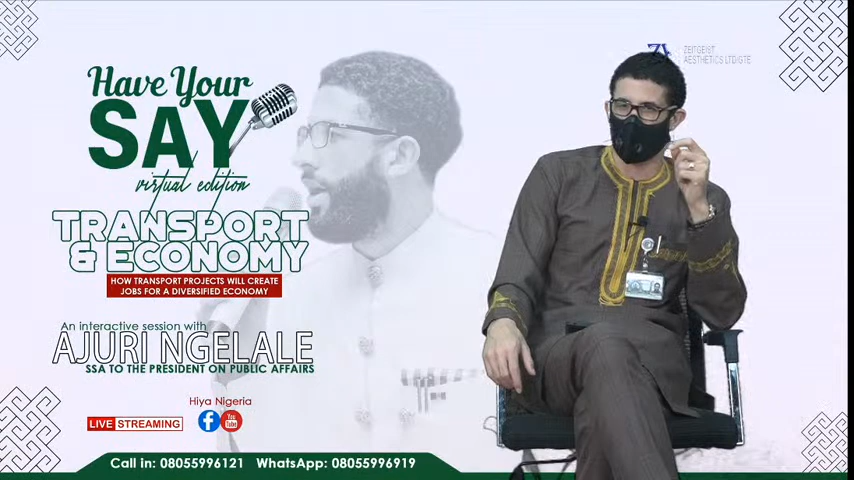 Have Your
SAY
virtual edition
TRANSPORT
& ECONOMY
HOW TRANSPORT PROJECTS WILL CREATE
JOBS FOR A DIVERSIFIED ECONOMY
An interactive session with
AJURI NGELALE
SSA TO THE PRESIDENT ON PUBLIC AFFAIRS
Hiya Nigeria
LIVE STREAMING
f You Tube
Call in: 08055996121 WhatsApp: 08055996919
ZEITGEIST
AESTHETICS LTD/GTE